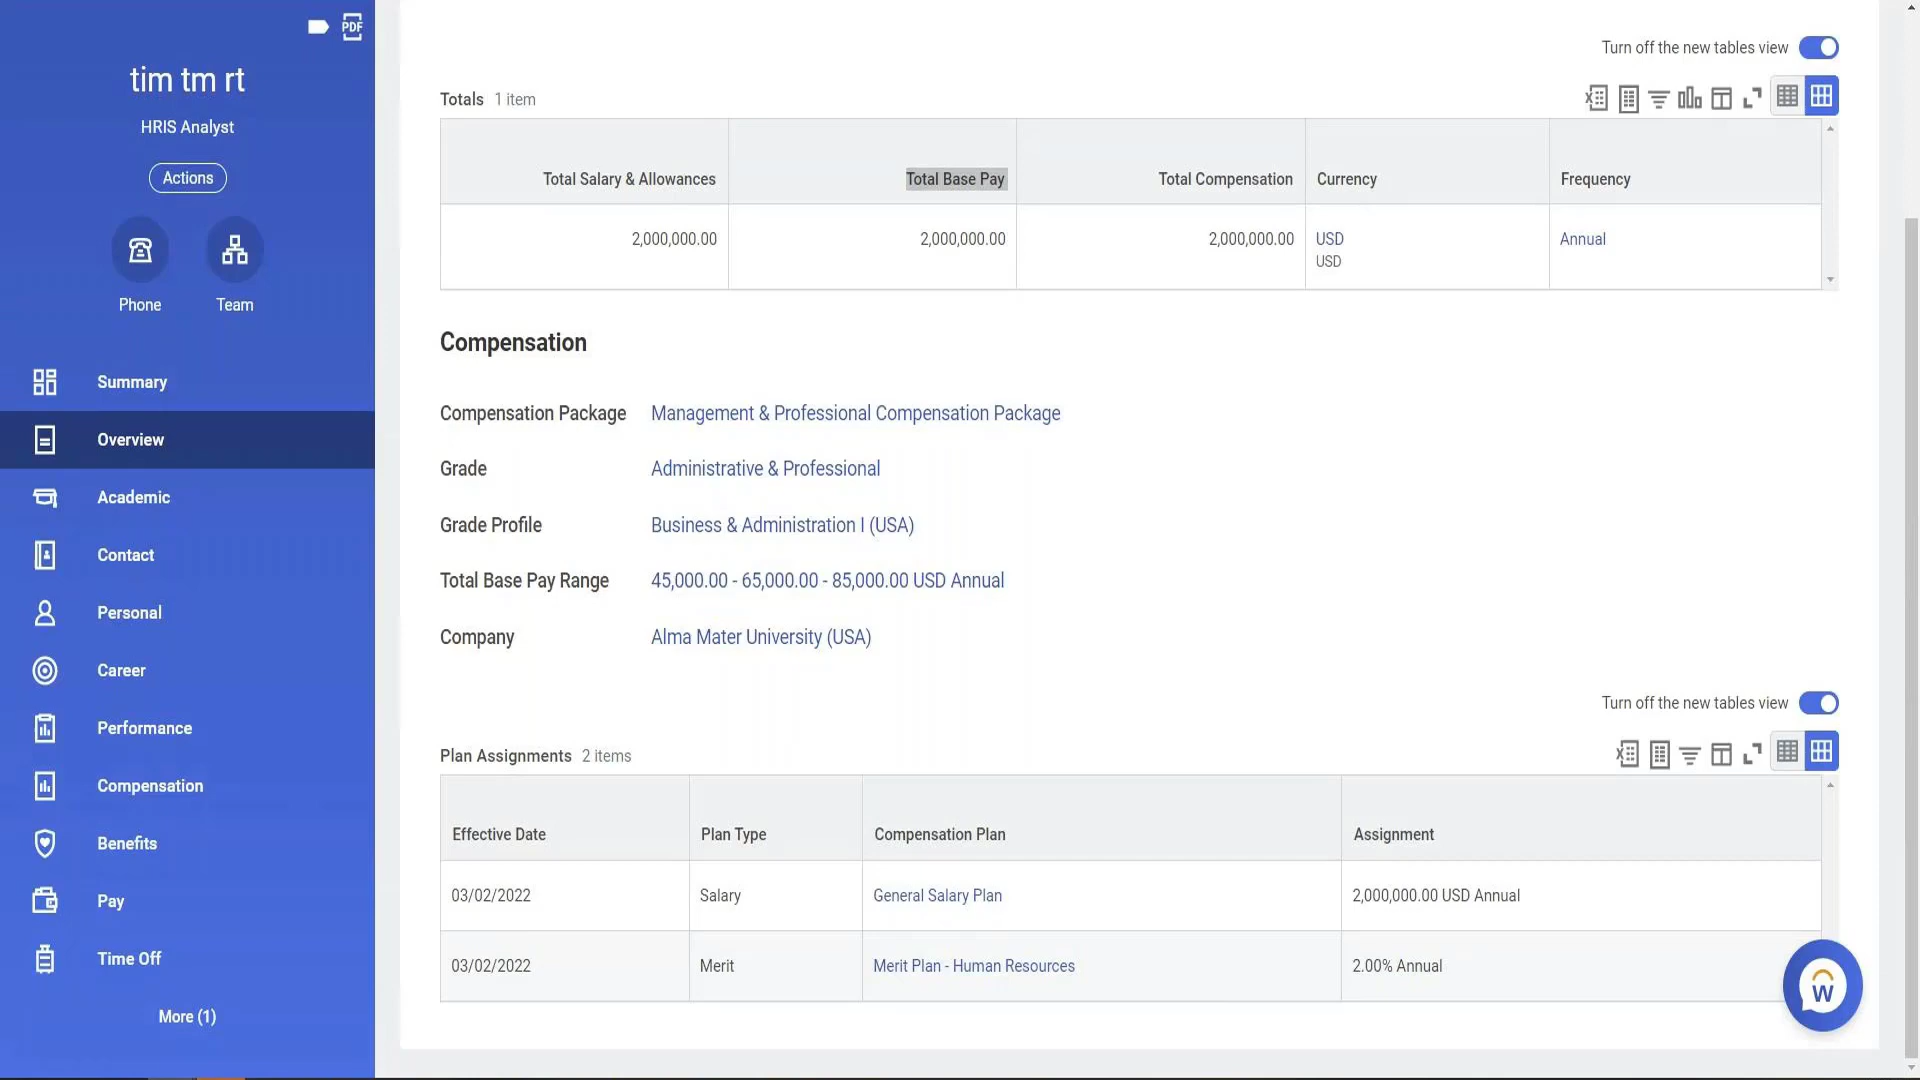 PDF
tim tm rt
HRIS Analyst
Actions
Phone Team
Summary
Overview
Academic
Contact
Personal
Career
Performance
Compensation
Benefits
Pay
Time Off
More (1)
Turn off the new tables view
Totals 1 item
Total Salary & Allowances Total Base Pay Total Compensation Currency Frequency
2,000,000.00 2,000,000.00 2,000,000.00 USD Annual
USD
Compensation
Compensation Package Management & Professional Compensation Package
Grade Administrative & Professional
Grade Profile Business & Administration I (USA)
Total Base Pay Range 45,000.00 - 65,000.00 - 85,000.00 USD Annual
Company Alma Mater University (USA)
Turn off the new tables view
Plan Assignments 2 items
Effective Date Plan Type Compensation Plan Assignment
03/02/2022 Salary General Salary Plan 2,000,000.00 USD Annual
03/02/2022 Merit Merit Plan - Human Resources 2.00% Annual
W